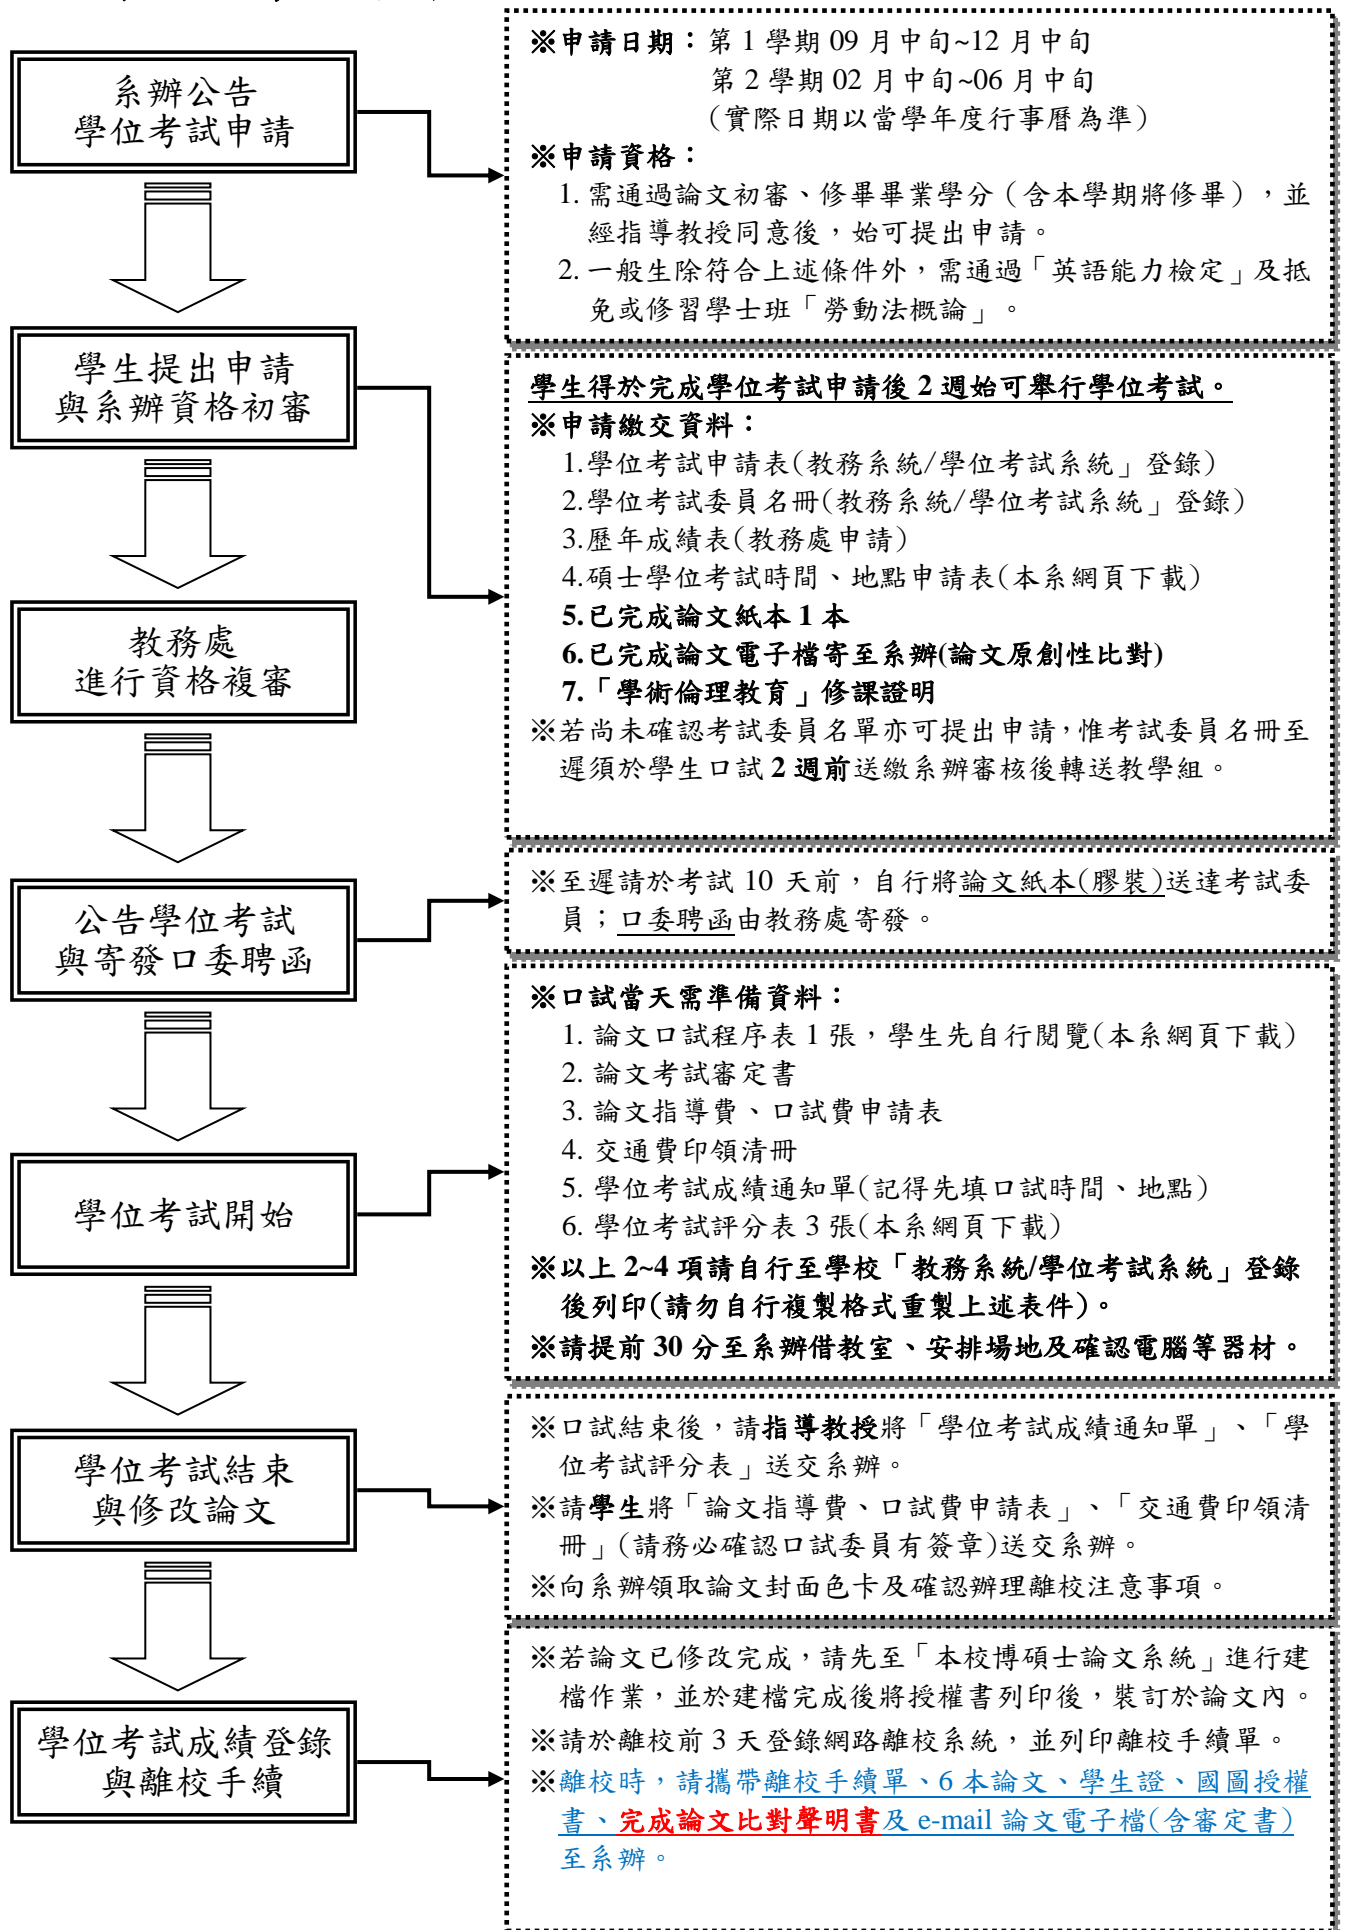 系辦公告
學位考試申請
※申請日期：第 1 學期 09 月中旬~12 月中旬
第 2 學期 02 月中旬~06 月中旬
（實際日期以當學年度行事曆為準）
※申請資格：
1. 需通過論文初審、修畢畢業學分（含本學期將修畢），並
經指導教授同意後，始可提出申請。
2. 一般生除符合上述條件外，需通過「英語能力檢定」及抵
免或修習學士班「勞動法概論」。
學生提出申請
與系辦資格初審
教務處
進行資格複審
學生得於完成學位考試申請後 2 週始可舉行學位考試。
※申請繳交資料：
1.學位考試申請表(教務系統/學位考試系統」登錄)
2.學位考試委員名冊(教務系統/學位考試系統」登錄)
3.歷年成績表(教務處申請)
4.碩士學位考試時間、地點申請表(本系網頁下載)
5.已完成論文紙本 1 本
6.已完成論文電子檔寄至系辦(論文原創性比對)
7.「學術倫理教育」修課證明
※若尚未確認考試委員名單亦可提出申請，惟考試委員名冊至
遲須於學生口試 2 週前送繳系辦審核後轉送教學組。
公告學位考試
與寄發口委聘函
※至遲請於考試 10 天前，自行將論文紙本(膠裝)送達考試委
員；口委聘函由教務處寄發。
學位考試開始
※口試當天需準備資料：
1. 論文口試程序表 1 張，學生先自行閱覽(本系網頁下載)
2. 論文考試審定書
3. 論文指導費、口試費申請表
4. 交通費印領清冊
5. 學位考試成績通知單(記得先填口試時間、地點)
6. 學位考試評分表 3 張(本系網頁下載)
※以上 2~4 項請自行至學校「教務系統/學位考試系統」登錄
後列印(請勿自行複製格式重製上述表件)。
※請提前 30 分至系辦借教室、安排場地及確認電腦等器材。
學位考試結束
與修改論文
※口試結束後，請指導教授將「學位考試成績通知單」、「學
位考試評分表」送交系辦。
※請學生將「論文指導費、口試費申請表」、「交通費印領清
冊」(請務必確認口試委員有簽章)送交系辦。
※向系辦領取論文封面色卡及確認辦理離校注意事項。
學位考試成績登錄
與離校手續
※若論文已修改完成，請先至「本校博碩士論文系統」進行建
檔作業，並於建檔完成後將授權書列印後，裝訂於論文內。
※請於離校前 3 天登錄網路離校系統，並列印離校手續單。
※離校時，請攜帶離校手續單、6 本論文、學生證、國圖授權
書、完成論文比對聲明書及 e-mail 論文電子檔(含審定書)
至系辦。